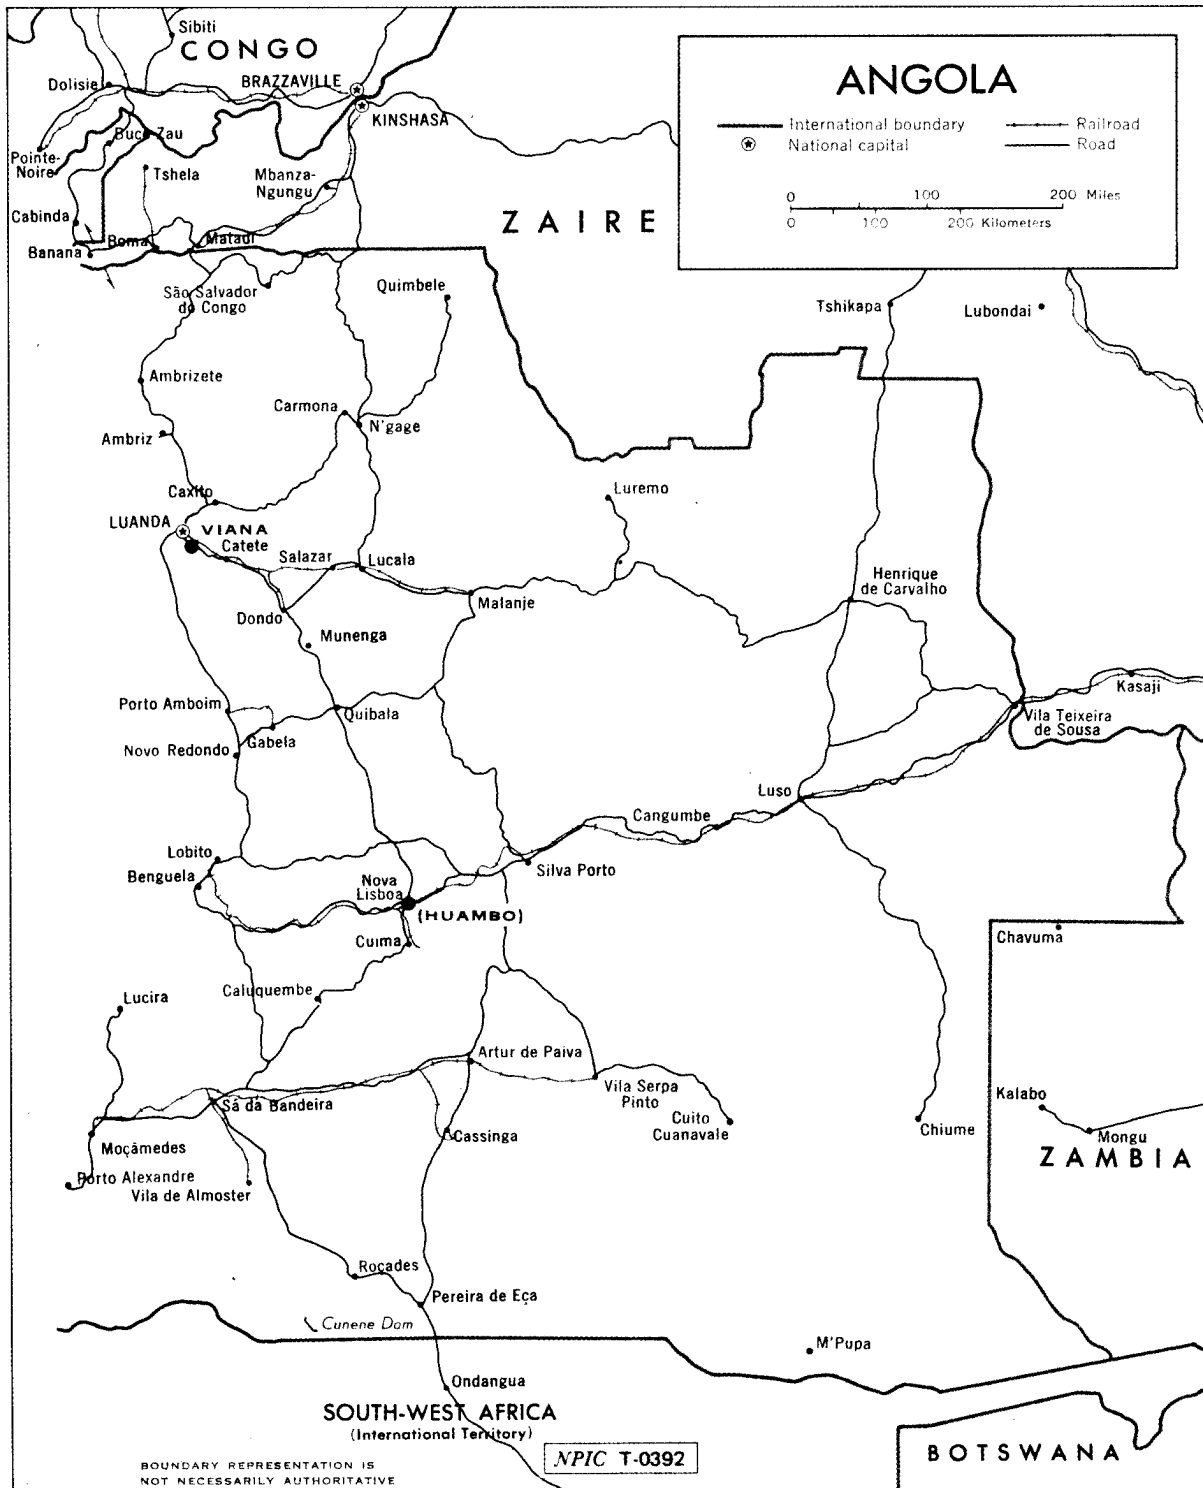 Sibiti
CONGO
Dolisie
BRAZZAVILLE
KINSHASA
ANGOLA
International boundary
Railroad
National capital
Road
0 100 200 Miles
0 100 200 Kilometers
Buco Zau
Pointe-
Noire
Tshela
Mbanza-
Ngungu
ZAIRE
Cabinda
Banana
Boma
Matadi
São Salvador
do Congo
Quimbele
Tshikapa
Lubondai
Ambrizete
Carmona
N'gage
Ambriz
Caxito
Luremo
LUANDA
VIANA
Catete
Salazar
Lucala
Henrique
de Carvalho
Dondo
Malanje
Munenga
Kasaji
Porto Amboim
Quibala
Vila Teixeira
de Sousa
Novo Redondo
Gabela
Luso
Cangumbe
Lobito
Benguela
Nova
Lisboa
Silva Porto
(HUAMBO)
Cuima
Chavuma
Lucira
Caluquembe
Artur de Paiva
Vila Serpa
Pinto
Kalabo
Sá da Bandeira
Cuito
Cuanavale
Chiume
Mongu
Moçâmedes
Cassinga
ZAMBIA
Porto Alexandre
Vila de Almoster
Roçades
Pereira de Eça
Cunene Dam
M'Pupa
Ondangua
SOUTH-WEST AFRICA
(International Territory)
BOTSWANA
NPIC T-0392
BOUNDARY REPRESENTATION IS
NOT NECESSARILY AUTHORITATIVE